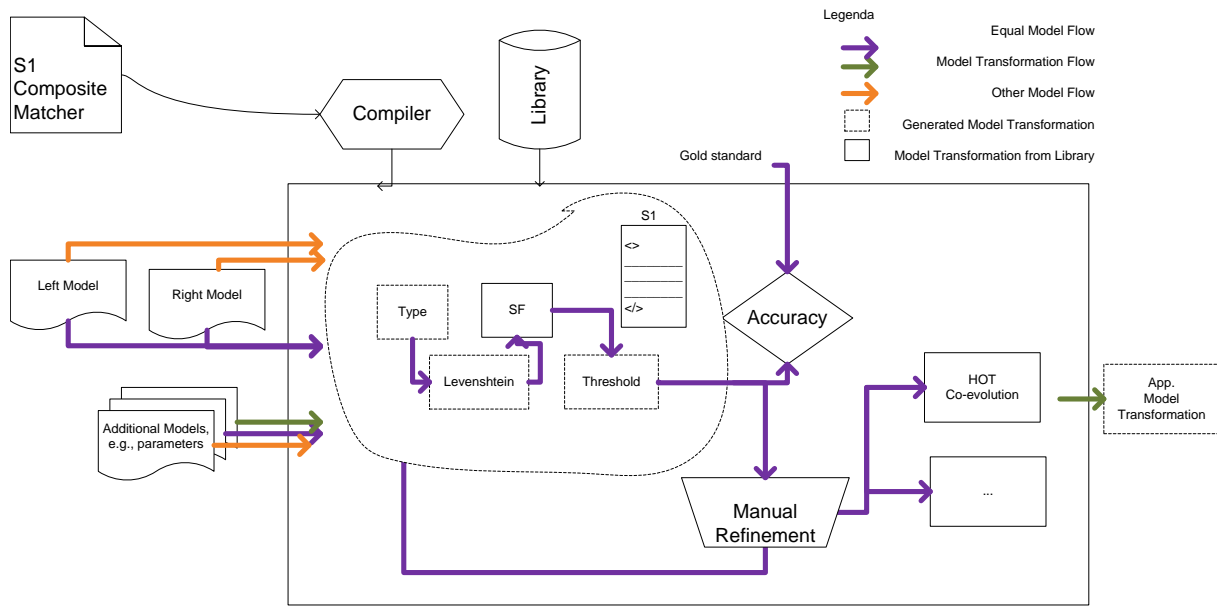 Legenda
Equal Model Flow
Model Transformation Flow
Other Model Flow
Generated Model Transformation
Model Transformation from Library
S1
Composite
Matcher
Compiler
Library
Gold standard
S1
<>
</>
Left Model
Right Model
Type
SF
Levenshtein
Threshold
Accuracy
Additional Models,
e.g., parameters
HOT
Co-evolution
App.
Model
Transformation
...
Manual
Refinement